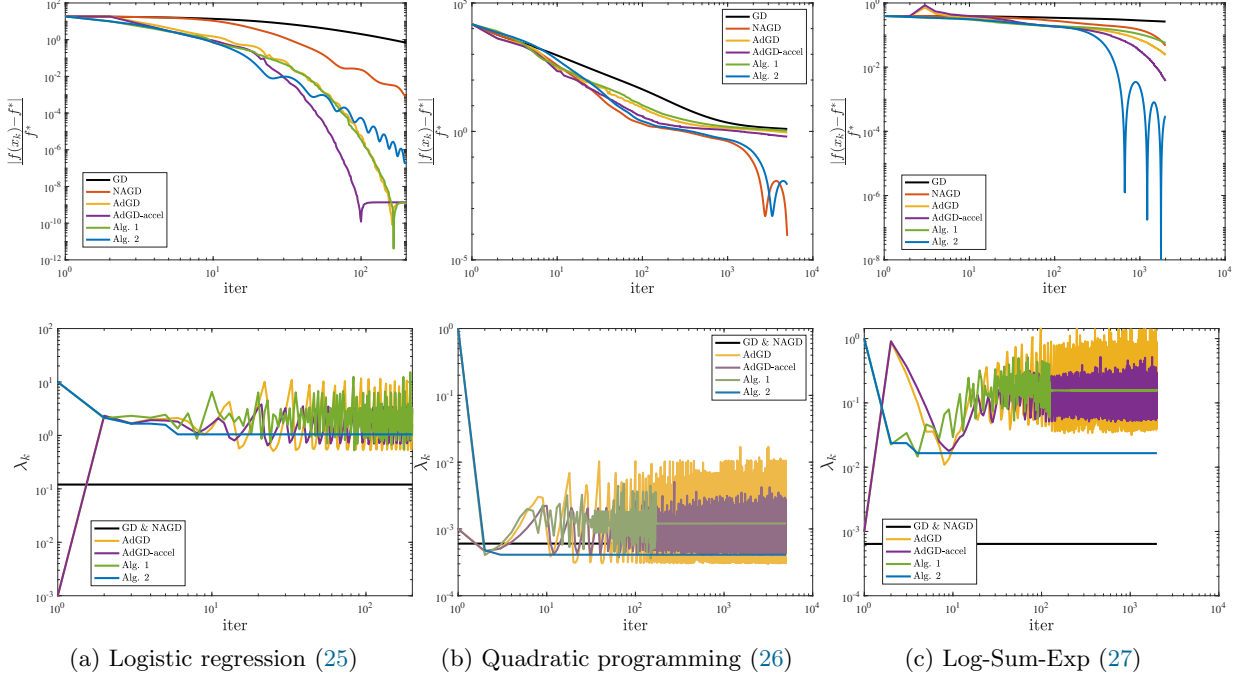 10^2
10^0
10^-2
10^-4
10^-6
10^-8
10^-10
10^-12
|f(x_k)-f*|
f*
GD
NAGD
AdGD
AdGD-accel
Alg. 1
Alg. 2
10^0
10^1
10^2
iter
10^5
10^0
10^-5
|f(x_k)-f*|
f*
GD
NAGD
AdGD
AdGD-accel
Alg. 1
Alg. 2
10^0
10^1
10^2
10^3
10^4
iter
10^0
10^-2
10^-4
10^-6
10^-8
|f(x_k)-f*|
f*
GD
NAGD
AdGD
AdGD-accel
Alg. 1
Alg. 2
10^0
10^1
10^2
10^3
10^4
iter
10^2
10^1
10^0
10^-1
10^-2
10^-3
λ_k
GD & NAGD
AdGD
AdGD-accel
Alg. 1
Alg. 2
10^0
10^1
10^2
iter
10^0
10^-1
10^-2
10^-3
10^-4
λ_k
GD & NAGD
AdGD
AdGD-accel
Alg. 1
Alg. 2
10^0
10^1
10^2
10^3
10^4
iter
10^0
10^-1
10^-2
10^-3
10^-4
λ_k
GD & NAGD
AdGD
AdGD-accel
Alg. 1
Alg. 2
10^0
10^1
10^2
10^3
10^4
iter
(a) Logistic regression (25)
(b) Quadratic programming (26)
(c) Log-Sum-Exp (27)